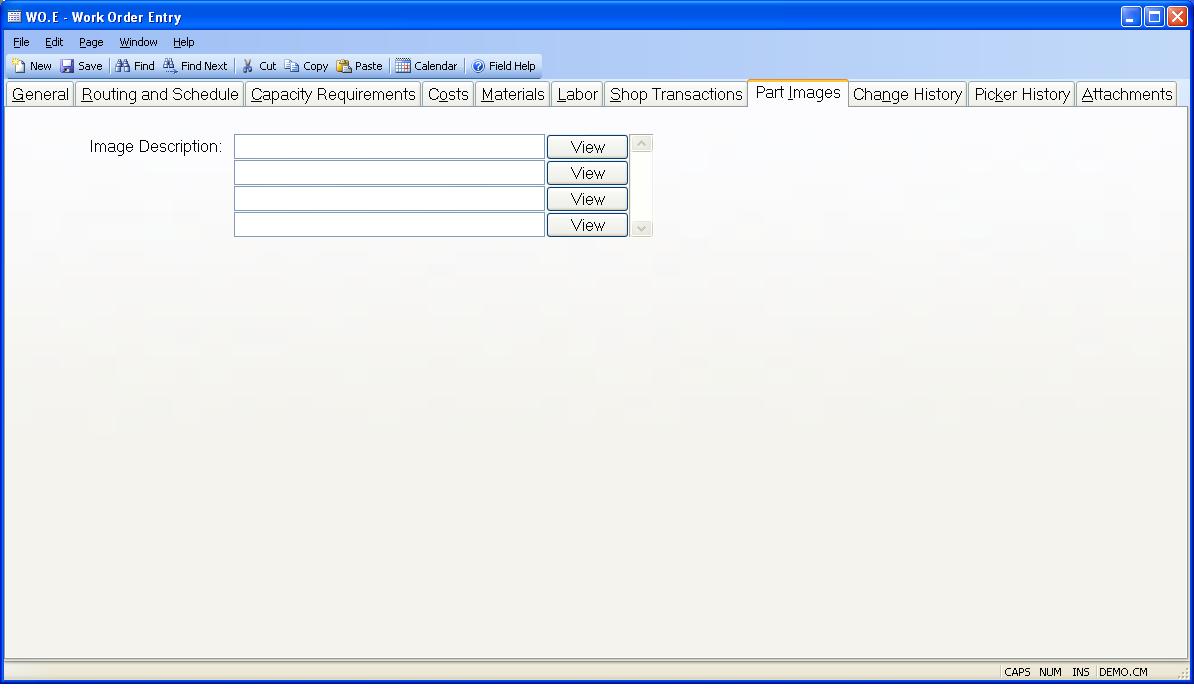 WO.E - Work Order Entry
File Edit Page Window Help
New Save Find Find Next Cut Copy Paste Calendar Field Help
General Routing and Schedule Capacity Requirements Costs Materials Labor Shop Transactions Part Images Change History Picker History Attachments
Image Description: View
View
View
View
CAPS NUM INS DEMO.CM